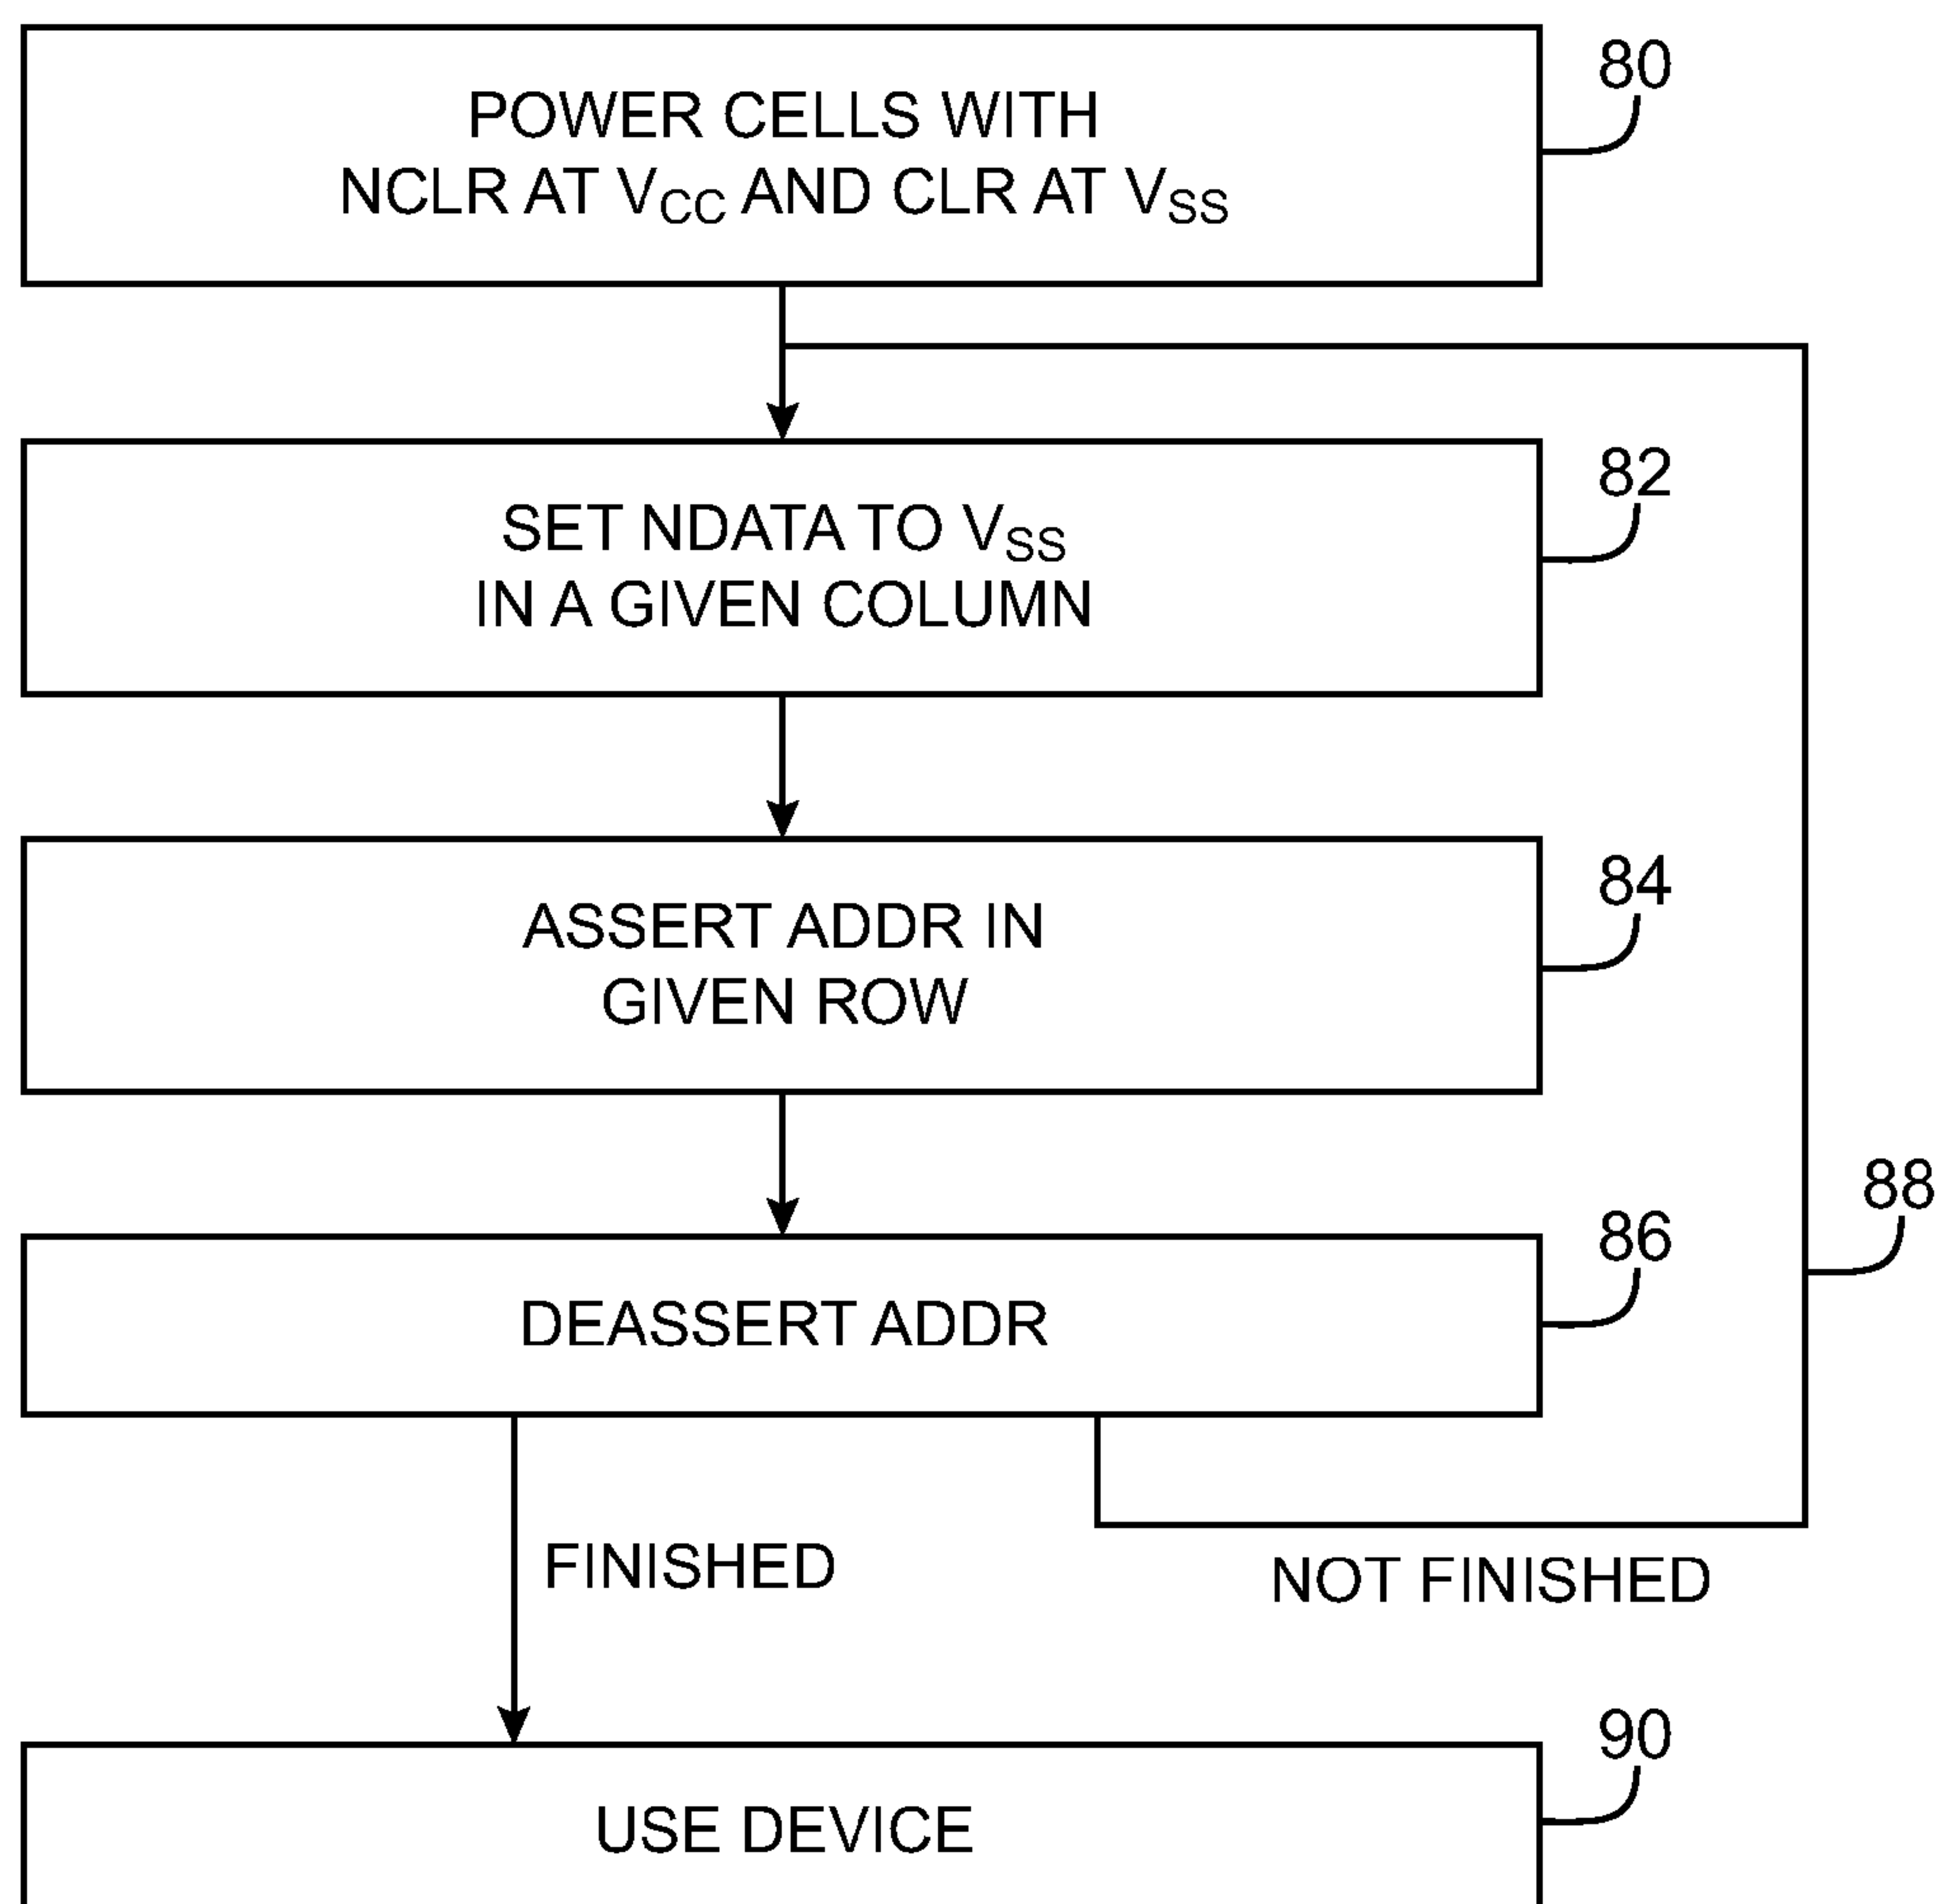 POWER CELLS WITH
80
NCLR AT VCC AND CLR AT VSS
SET NDATA TO VSS
82
IN A GIVEN COLUMN
ASSERT ADDR IN
84
GIVEN ROW
88
86
DEASSERT ADDR
FINISHED
NOT FINISHED
90
USE DEVICE